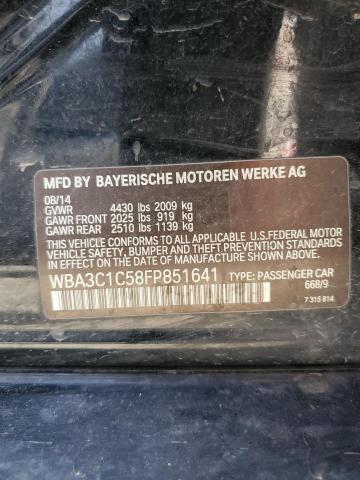 MFD BY BAYERISCHE MOTOREN WERKE AG
08/14
GVWR 4430 lbs 2009 kg
GAWR FRONT 2025 lbs 919 kg
GAWR REAR 2510 lbs 1139 kg
THIS VEHICLE CONFORMS TO ALL APPLICABLE U.S.FEDERAL MOTOR
VEHICLE SAFETY, BUMPER, AND THEFT PREVENTION STANDARDS IN
EFFECT ON THE DATE OF MANUFACTURE SHOWN ABOVE.
WBA3C1C58FP851641 TYPE: PASSENGER CAR
668/9
7 315 814